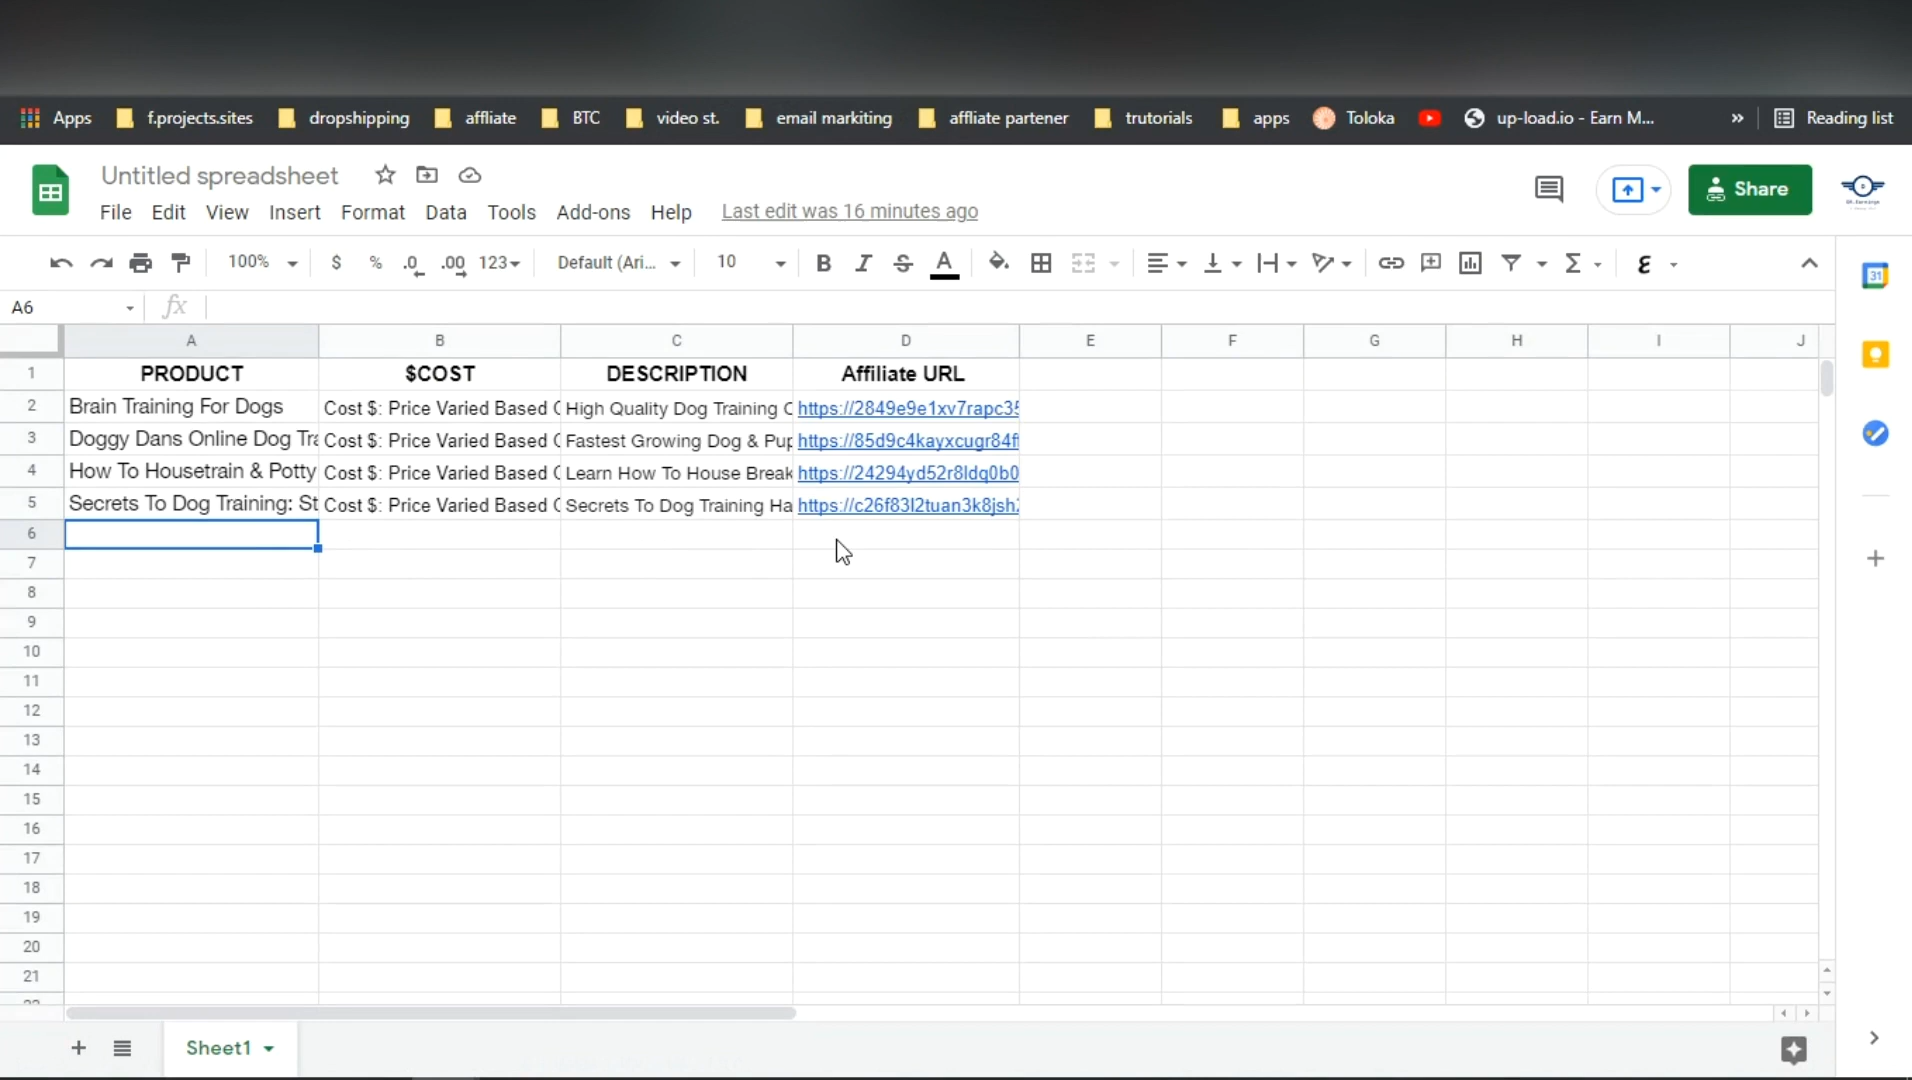 Apps f.projects.sites dropshipping affliate BTC video st. email markiting affliate partener trutorials apps Toloka up-load.io - Earn M... » Reading list
Untitled spreadsheet
Share
File Edit View Insert Format Data Tools Add-ons Help Last edit was 16 minutes ago
100% $ % .0 .00 123 Default (Ari... 10 B I S A
31
A6 fx
A B C D E F G H I J
1 PRODUCT $COST DESCRIPTION Affiliate URL
2 Brain Training For Dogs Cost $: Price Varied Based High Quality Dog Training https://2849e9e1xv7rapc35
3 Doggy Dans Online Dog Tra Cost $: Price Varied Based Fastest Growing Dog & Pup https://85d9c4kayxcugr84f
4 How To Housetrain & Potty Cost $: Price Varied Based Learn How To House Break https://24294yd52r8ldq0b0
5 Secrets To Dog Training: St Cost $: Price Varied Based Secrets To Dog Training Ha https://c26f83l2tuan3k8jsh
6
7
8
9
10
11
12
13
14
15
16
17
18
19
20
21
Sheet1